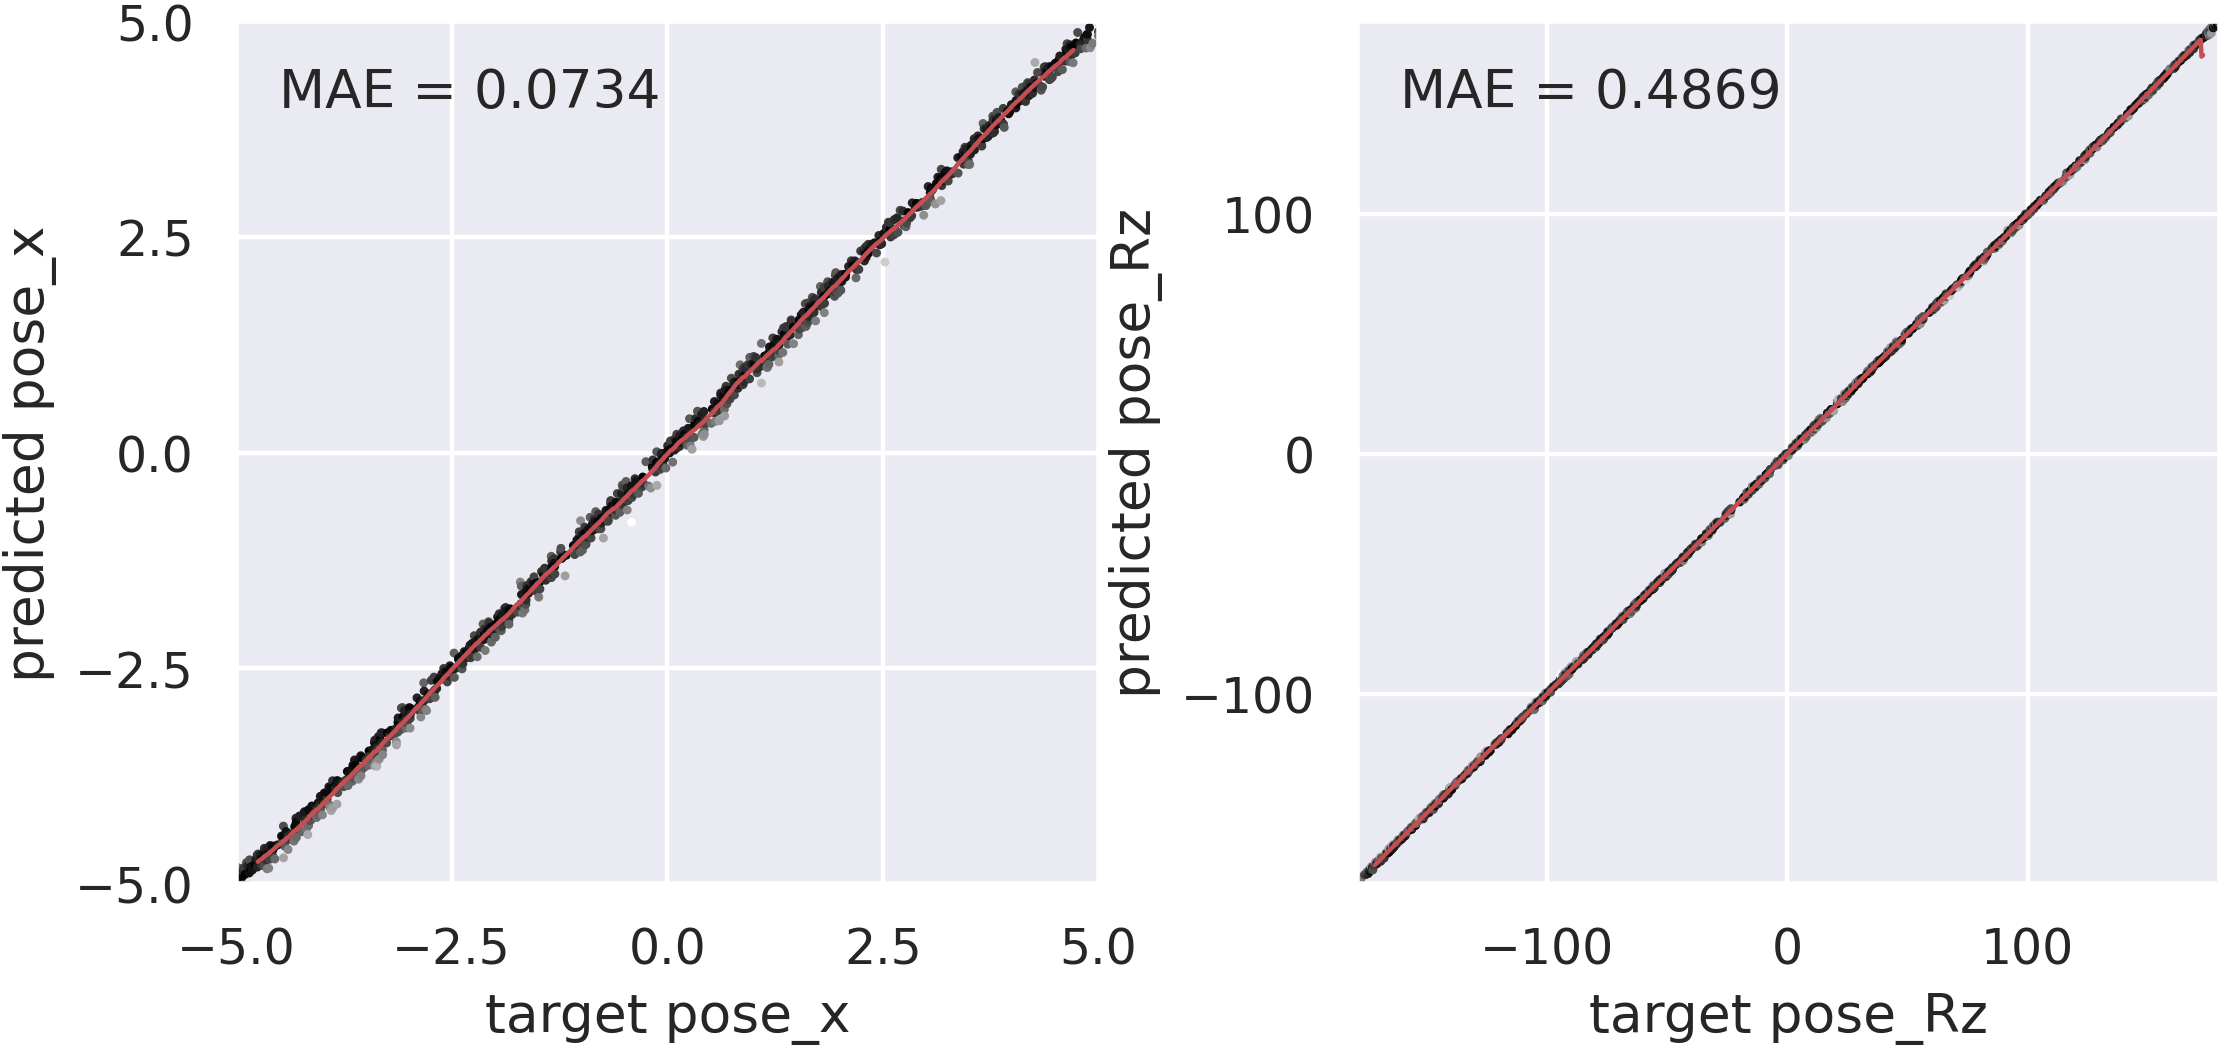 predicted pose_x
5.0
2.5
0.0
−2.5
−5.0
MAE = 0.0734
−5.0
−2.5
0.0
2.5
5.0
target pose_x
predicted pose_Rz
100
0
−100
MAE = 0.4869
−100
0
100
target pose_Rz